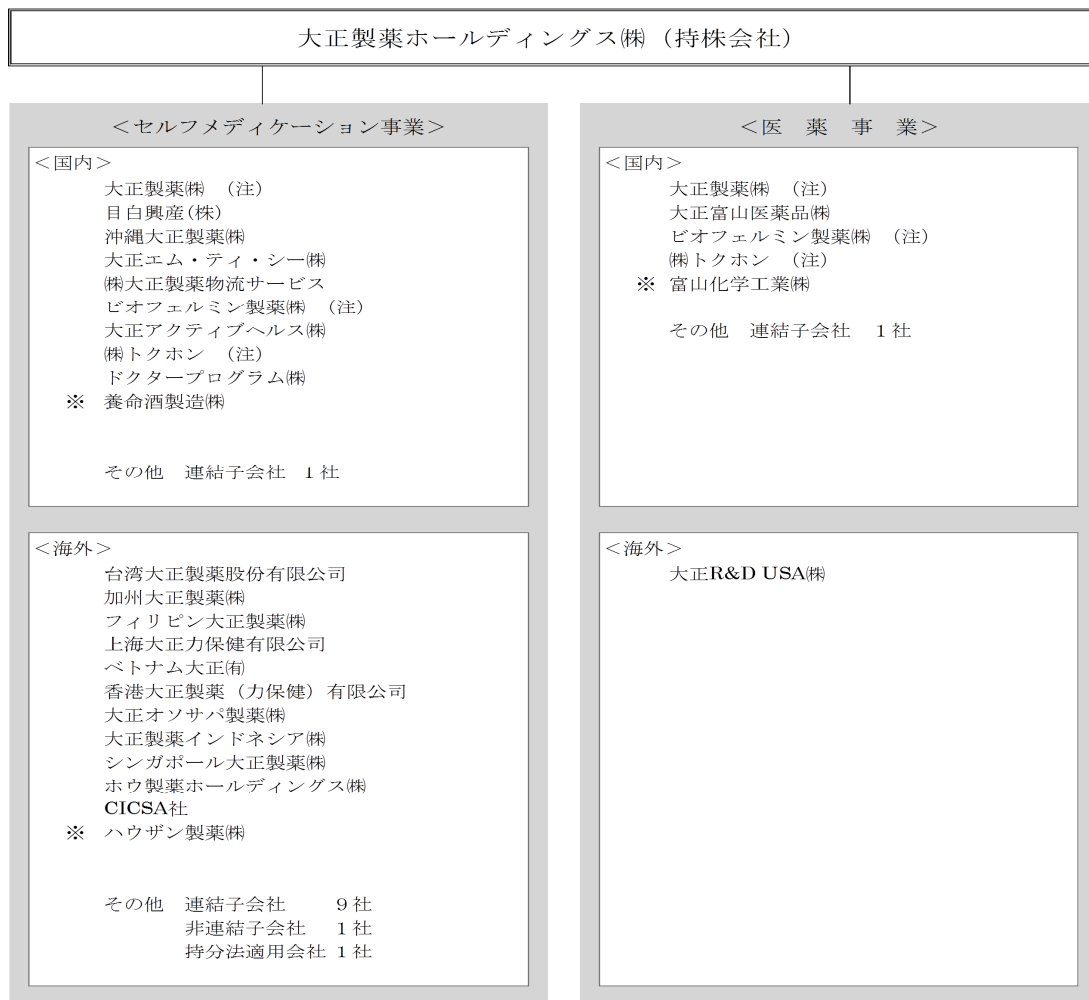 大正製薬ホールディングス㈱（持株会社）
＜セルフメディケーション事業＞
＜国内＞
大正製薬㈱　（注）
目白興産(株)
沖縄大正製薬㈱
大正エム・ティ・シー㈱
㈱大正製薬物流サービス
ビオフェルミン製薬㈱　（注）
大正アクティブヘルス㈱
㈱トクホン　（注）
ドクタープログラム㈱
※　養命酒製造㈱
その他　連結子会社　1社
＜海外＞
台湾大正製薬股份有限公司
加州大正製薬㈱
フィリピン大正製薬㈱
上海大正力保健有限公司
ベトナム大正㈲
香港大正製薬（力保健）有限公司
大正オソサパ製薬㈱
大正製薬インドネシア㈱
シンガポール大正製薬㈱
ホウ製薬ホールディングス㈱
CICSA社
※　ハウザン製薬㈱
その他　連結子会社　9社
非連結子会社　1社
持分法適用会社 1社
＜医　薬　事　業＞
＜国内＞
大正製薬㈱　（注）
大正富山医薬品㈱
ビオフェルミン製薬㈱　（注）
㈱トクホン　（注）
※　富山化学工業㈱
その他　連結子会社　1社
＜海外＞
大正R&D USA㈱